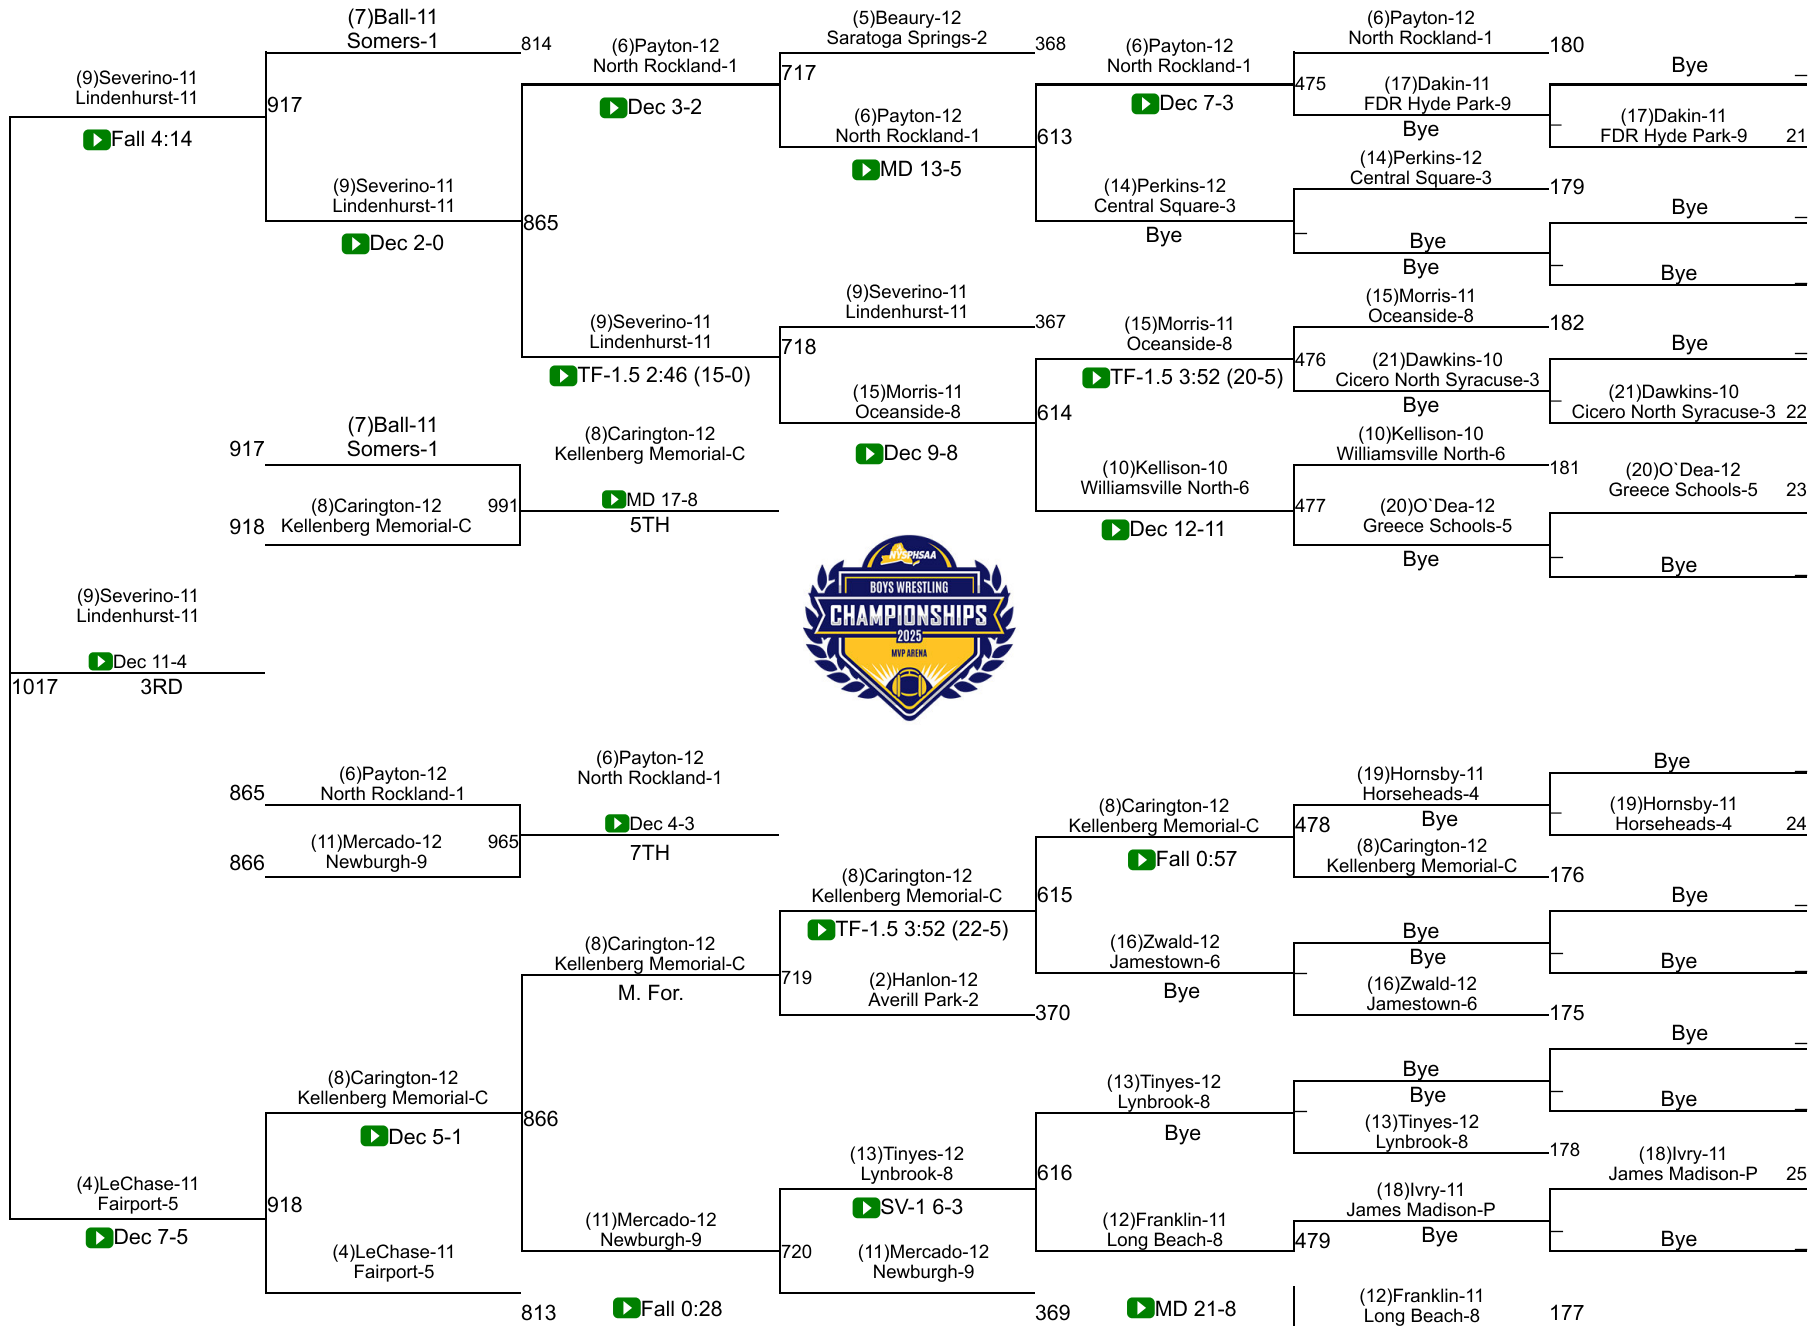 (7)Ball-11
Somers-1
814
(9)Severino-11
Lindenhurst-11
917
Fall 4:14
(9)Severino-11
Lindenhurst-11
Dec 2-0
(6)Payton-12
North Rockland-1
Dec 3-2
865
(9)Severino-11
Lindenhurst-11
TF-1.5 2:46 (15-0)
(5)Beaury-12
Saratoga Springs-2
368
717
(6)Payton-12
North Rockland-1
MD 13-5
(9)Severino-11
Lindenhurst-11
367
718
(15)Morris-11
Oceanside-8
Dec 9-8
(6)Payton-12
North Rockland-1
Dec 7-3
613
(14)Perkins-12
Central Square-3
Bye
(15)Morris-11
Oceanside-8
TF-1.5 3:52 (20-5)
614
(10)Kellison-10
Williamsville North-6
Dec 12-11
(6)Payton-12
North Rockland-1
180
475
(17)Dakin-11
FDR Hyde Park-9
Bye
(14)Perkins-12
Central Square-3
179
Bye
Bye
(15)Morris-11
Oceanside-8
182
476
(21)Dawkins-10
Cicero North Syracuse-3
Bye
(10)Kellison-10
Williamsville North-6
181
477
(20)O`Dea-12
Greece Schools-5
Bye
Bye
(17)Dakin-11
FDR Hyde Park-9
21
Bye
Bye
Bye
(21)Dawkins-10
Cicero North Syracuse-3
22
(20)O`Dea-12
Greece Schools-5
23
Bye
917
(7)Ball-11
Somers-1
918
(8)Carington-12
Kellenberg Memorial-C
991
(8)Carington-12
Kellenberg Memorial-C
MD 17-8
5TH
NYSPHSAA
BOYS WRESTLING
CHAMPIONSHIPS
2025
MVP ARENA
(9)Severino-11
Lindenhurst-11
Dec 11-4
1017
3RD
865
(6)Payton-12
North Rockland-1
866
(11)Mercado-12
Newburgh-9
965
(6)Payton-12
North Rockland-1
Dec 4-3
7TH
(8)Carington-12
Kellenberg Memorial-C
TF-1.5 3:52 (22-5)
719
(2)Hanlon-12
Averill Park-2
370
(8)Carington-12
Kellenberg Memorial-C
M. For.
(8)Carington-12
Kellenberg Memorial-C
Dec 5-1
866
(4)LeChase-11
Fairport-5
918
Dec 7-5
(4)LeChase-11
Fairport-5
813
(11)Mercado-12
Newburgh-9
Fall 0:28
(13)Tinyes-12
Lynbrook-8
SV-1 6-3
720
(11)Mercado-12
Newburgh-9
369
(8)Carington-12
Kellenberg Memorial-C
Fall 0:57
615
(16)Zwald-12
Jamestown-6
Bye
(13)Tinyes-12
Lynbrook-8
Bye
616
(12)Franklin-11
Long Beach-8
MD 21-8
(19)Hornsby-11
Horseheads-4
478
Bye
(8)Carington-12
Kellenberg Memorial-C
176
Bye
Bye
(16)Zwald-12
Jamestown-6
175
Bye
Bye
(13)Tinyes-12
Lynbrook-8
178
(18)Ivry-11
James Madison-P
479
Bye
(12)Franklin-11
Long Beach-8
177
Bye
(19)Hornsby-11
Horseheads-4
24
Bye
Bye
Bye
Bye
(18)Ivry-11
James Madison-P
25
Bye